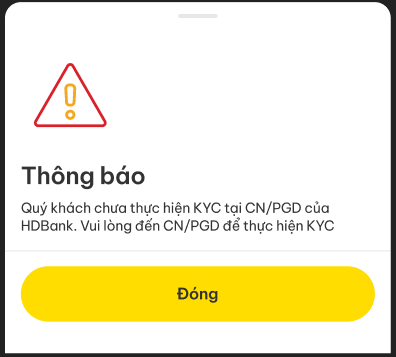 Thông báo
Quý khách chưa thực hiện KYC tại CN/PGD của
HDBank. Vui lòng đến CN/PGD để thực hiện KYC
Đóng